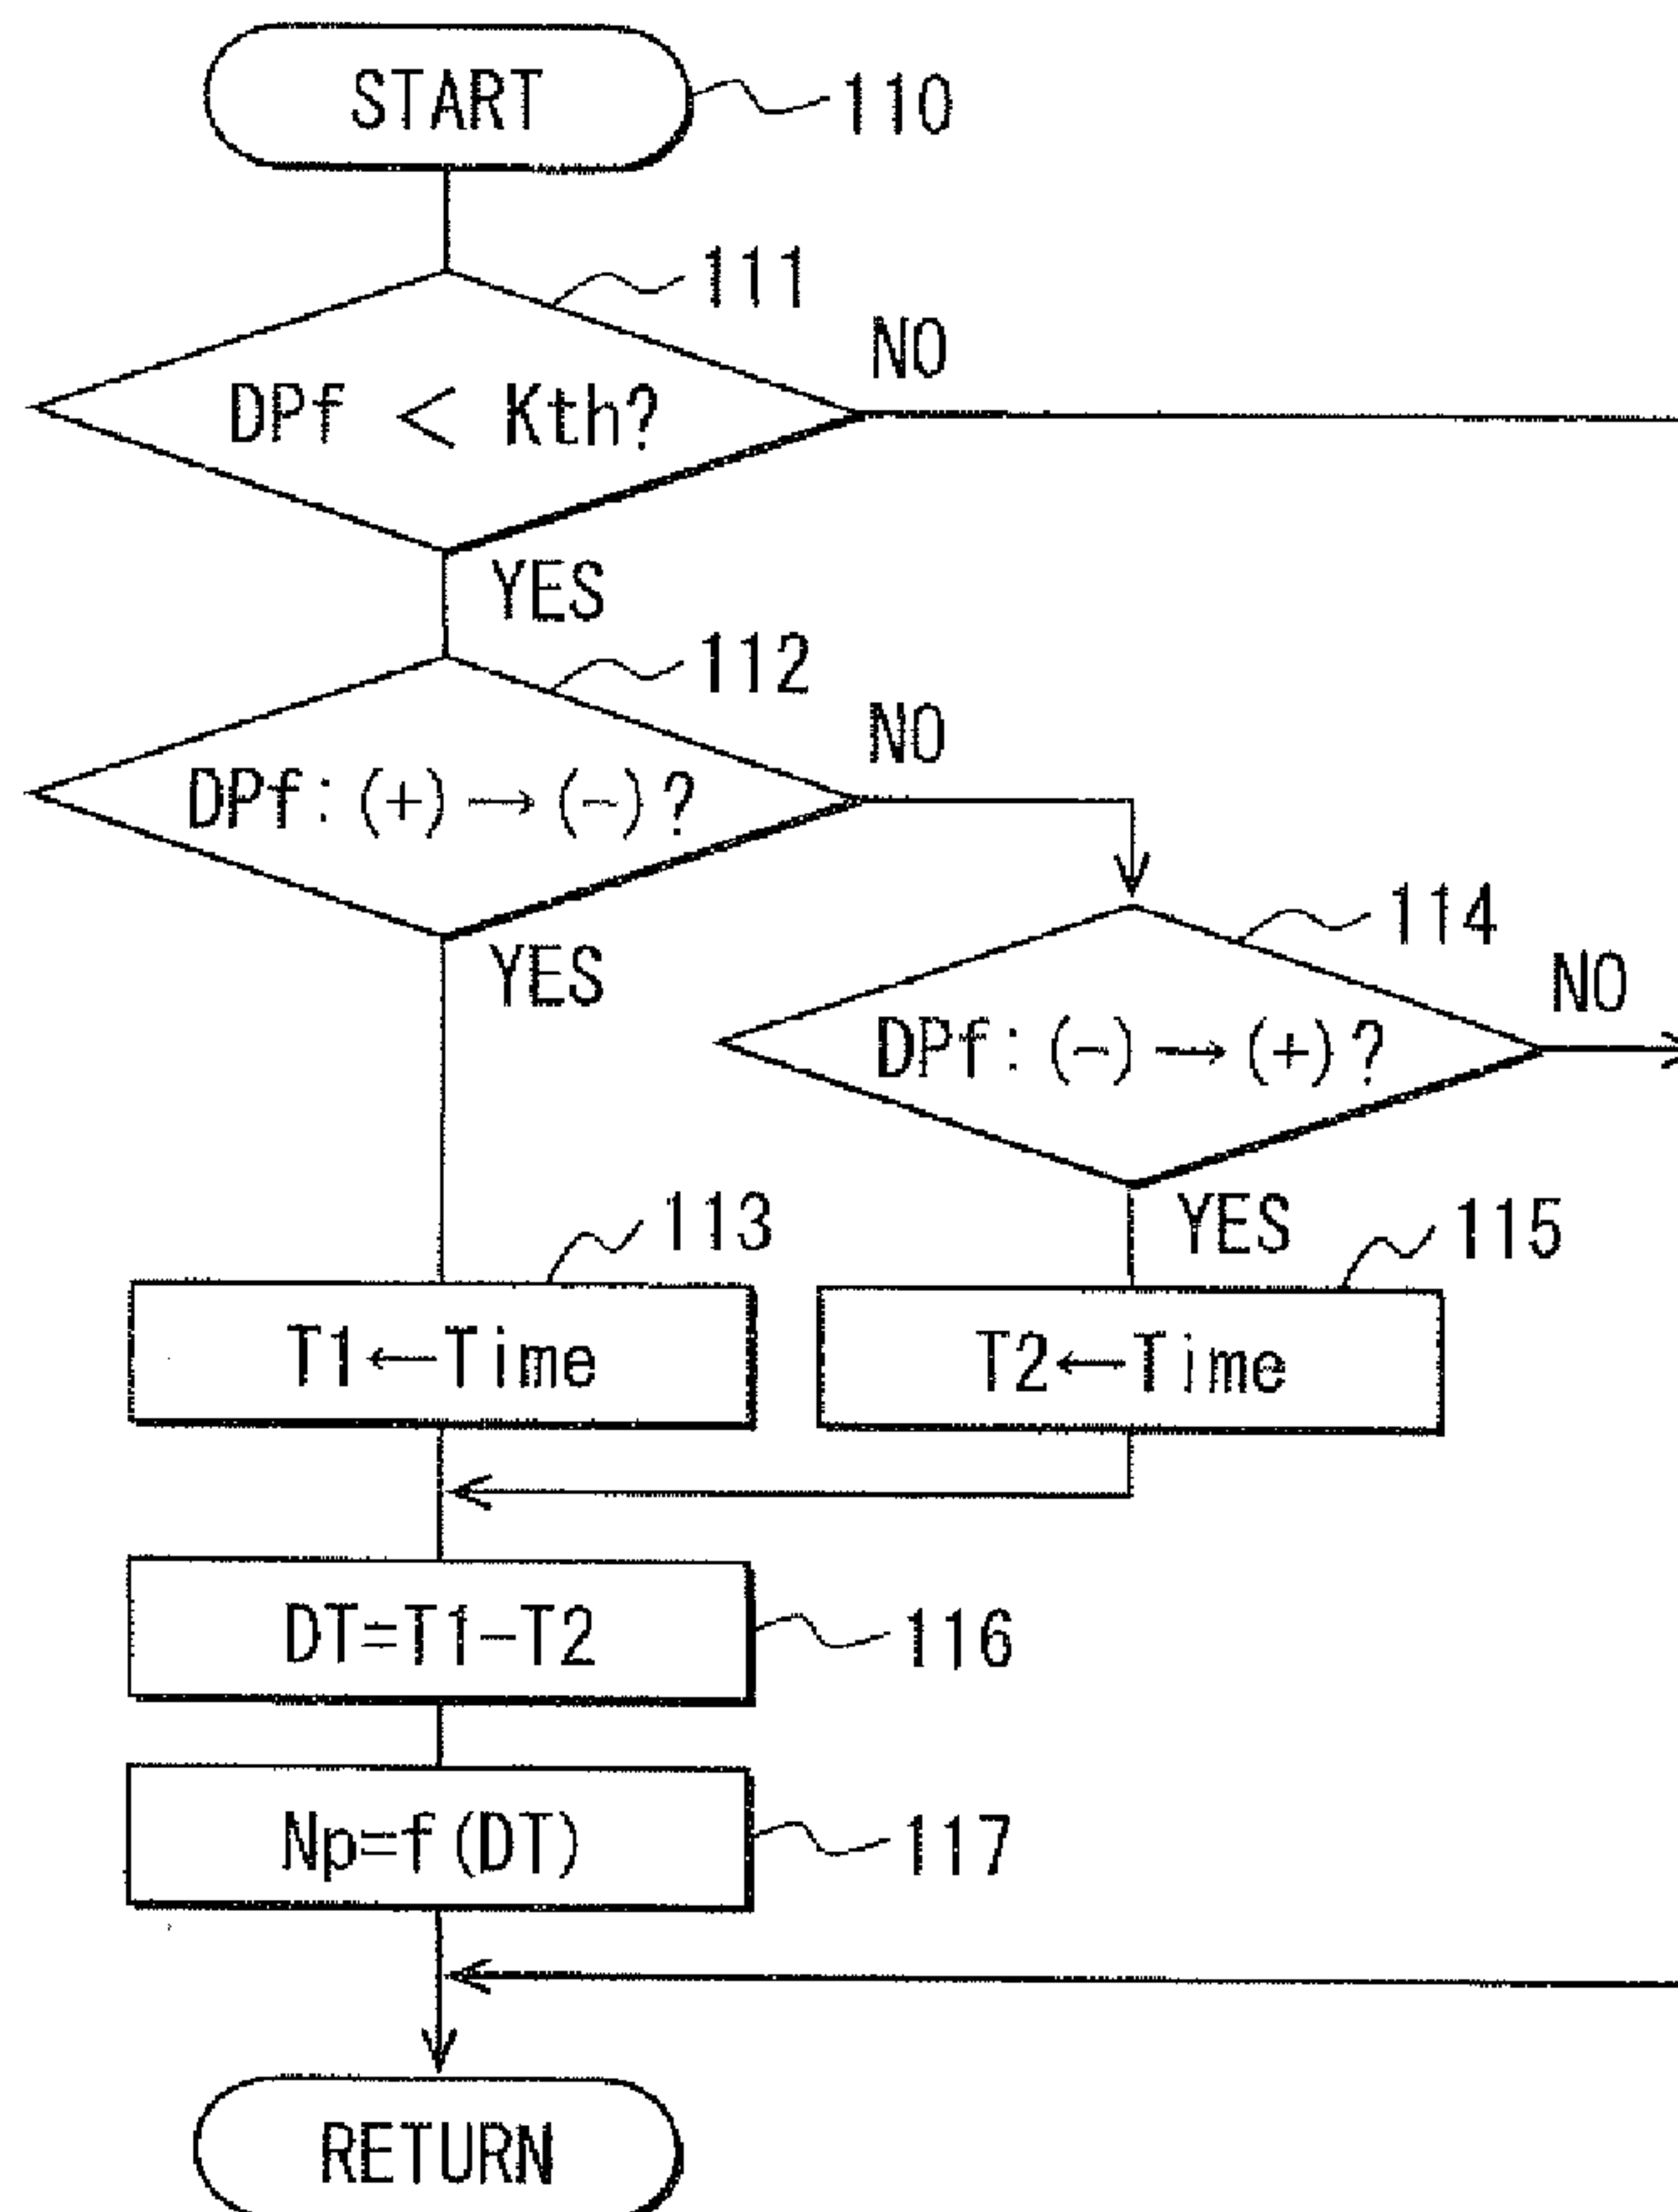 START
110
111
DPf < Kth?
NO
YES
112
DPf:(+)→(-)?
NO
YES
114
DPf:(-)→(+)?
NO
YES
113
T1←Time
115
T2←Time
DT=T1-T2
116
Np=f(DT)
117
RETURN